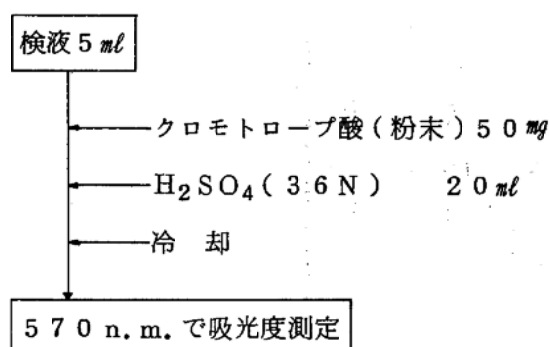 検液5㎖
クロモトロープ酸(粉末)50㎎
H₂SO₄(36N) 20㎖
冷 却
570n.m.で吸光度測定